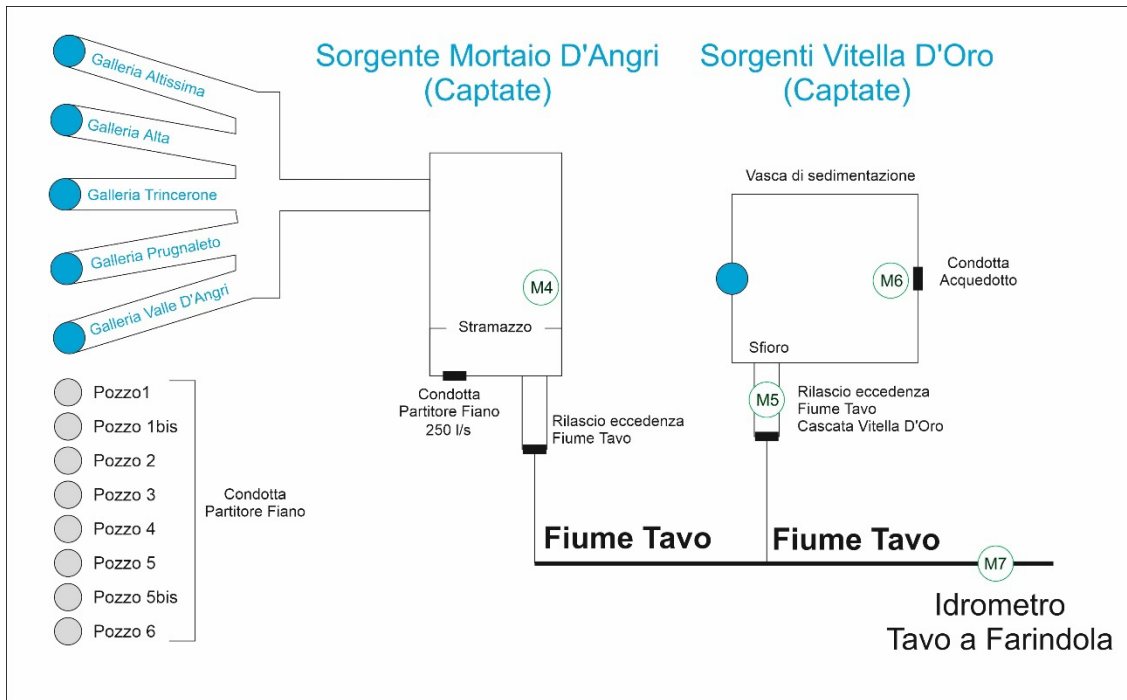 Sorgente Mortaio D'Angri
(Captate)
Sorgenti Vitella D'Oro
(Captate)
Galleria Altissima
Galleria Alta
Galleria Trincerone
Galleria Prugnaleto
Galleria Valle D'Angri
M4
Stramazzo
Condotta
Partitore Fiano
250 l/s
Rilascio eccedenza
Fiume Tavo
Vasca di sedimentazione
M6
Condotta
Acquedotto
Sfioro
M5
Rilascio eccedenza
Fiume Tavo
Cascata Vitella D'Oro
Pozzo1
Pozzo 1bis
Pozzo 2
Pozzo 3
Pozzo 4
Pozzo 5
Pozzo 5bis
Pozzo 6
Condotta
Partitore Fiano
Fiume Tavo
Fiume Tavo
M7
Idrometro
Tavo a Farindola